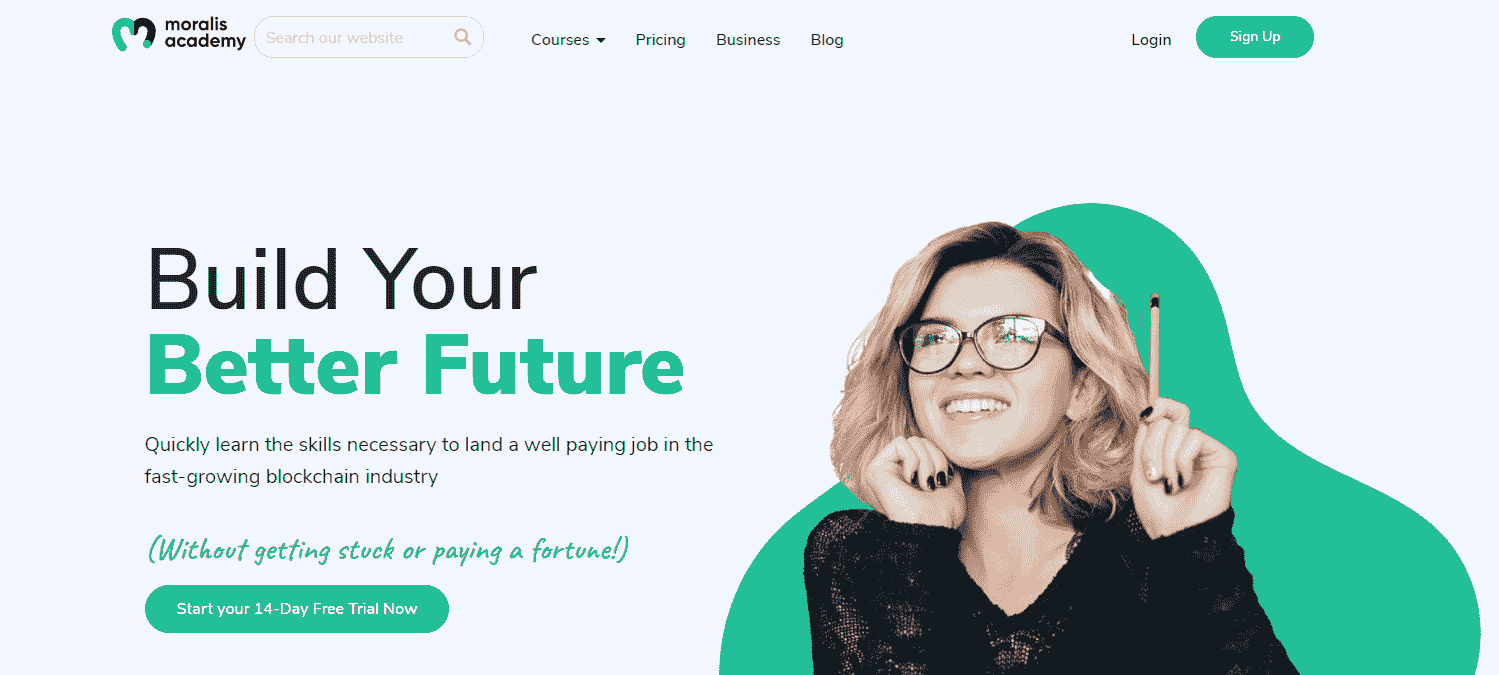 moralis
academy
Search our website
Courses
Pricing
Business
Blog
Login
Sign Up
Build Your
Better Future
Quickly learn the skills necessary to land a well paying job in the
fast-growing blockchain industry
(Without getting stuck or paying a fortune!)
Start your 14-Day Free Trial Now